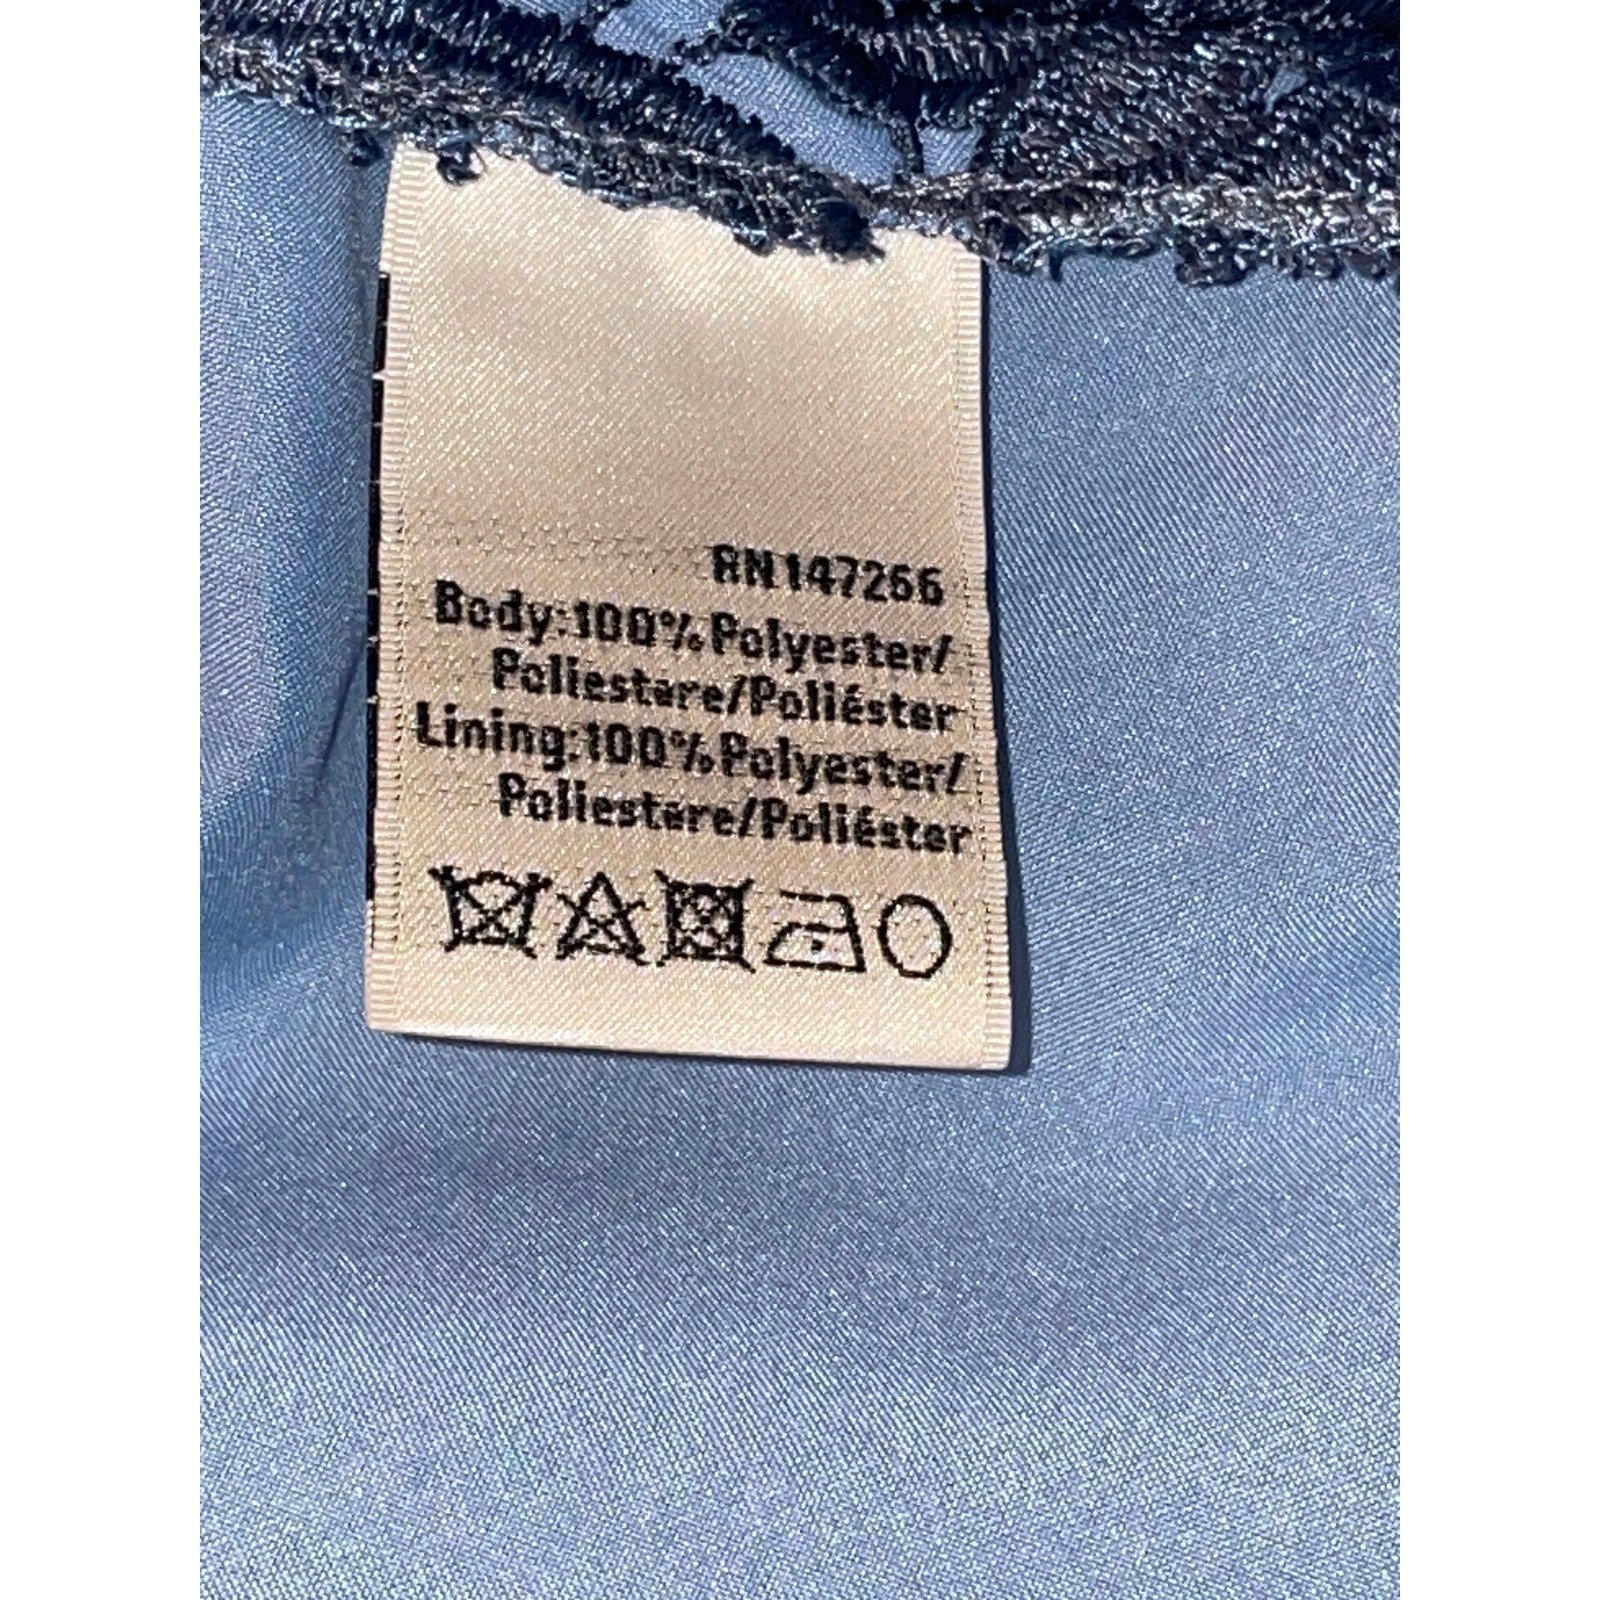 RN147266
Body:100%Polyester/
Poliestere/Poliéster
Lining:100%Polyester/
Poliestere/Poliéster